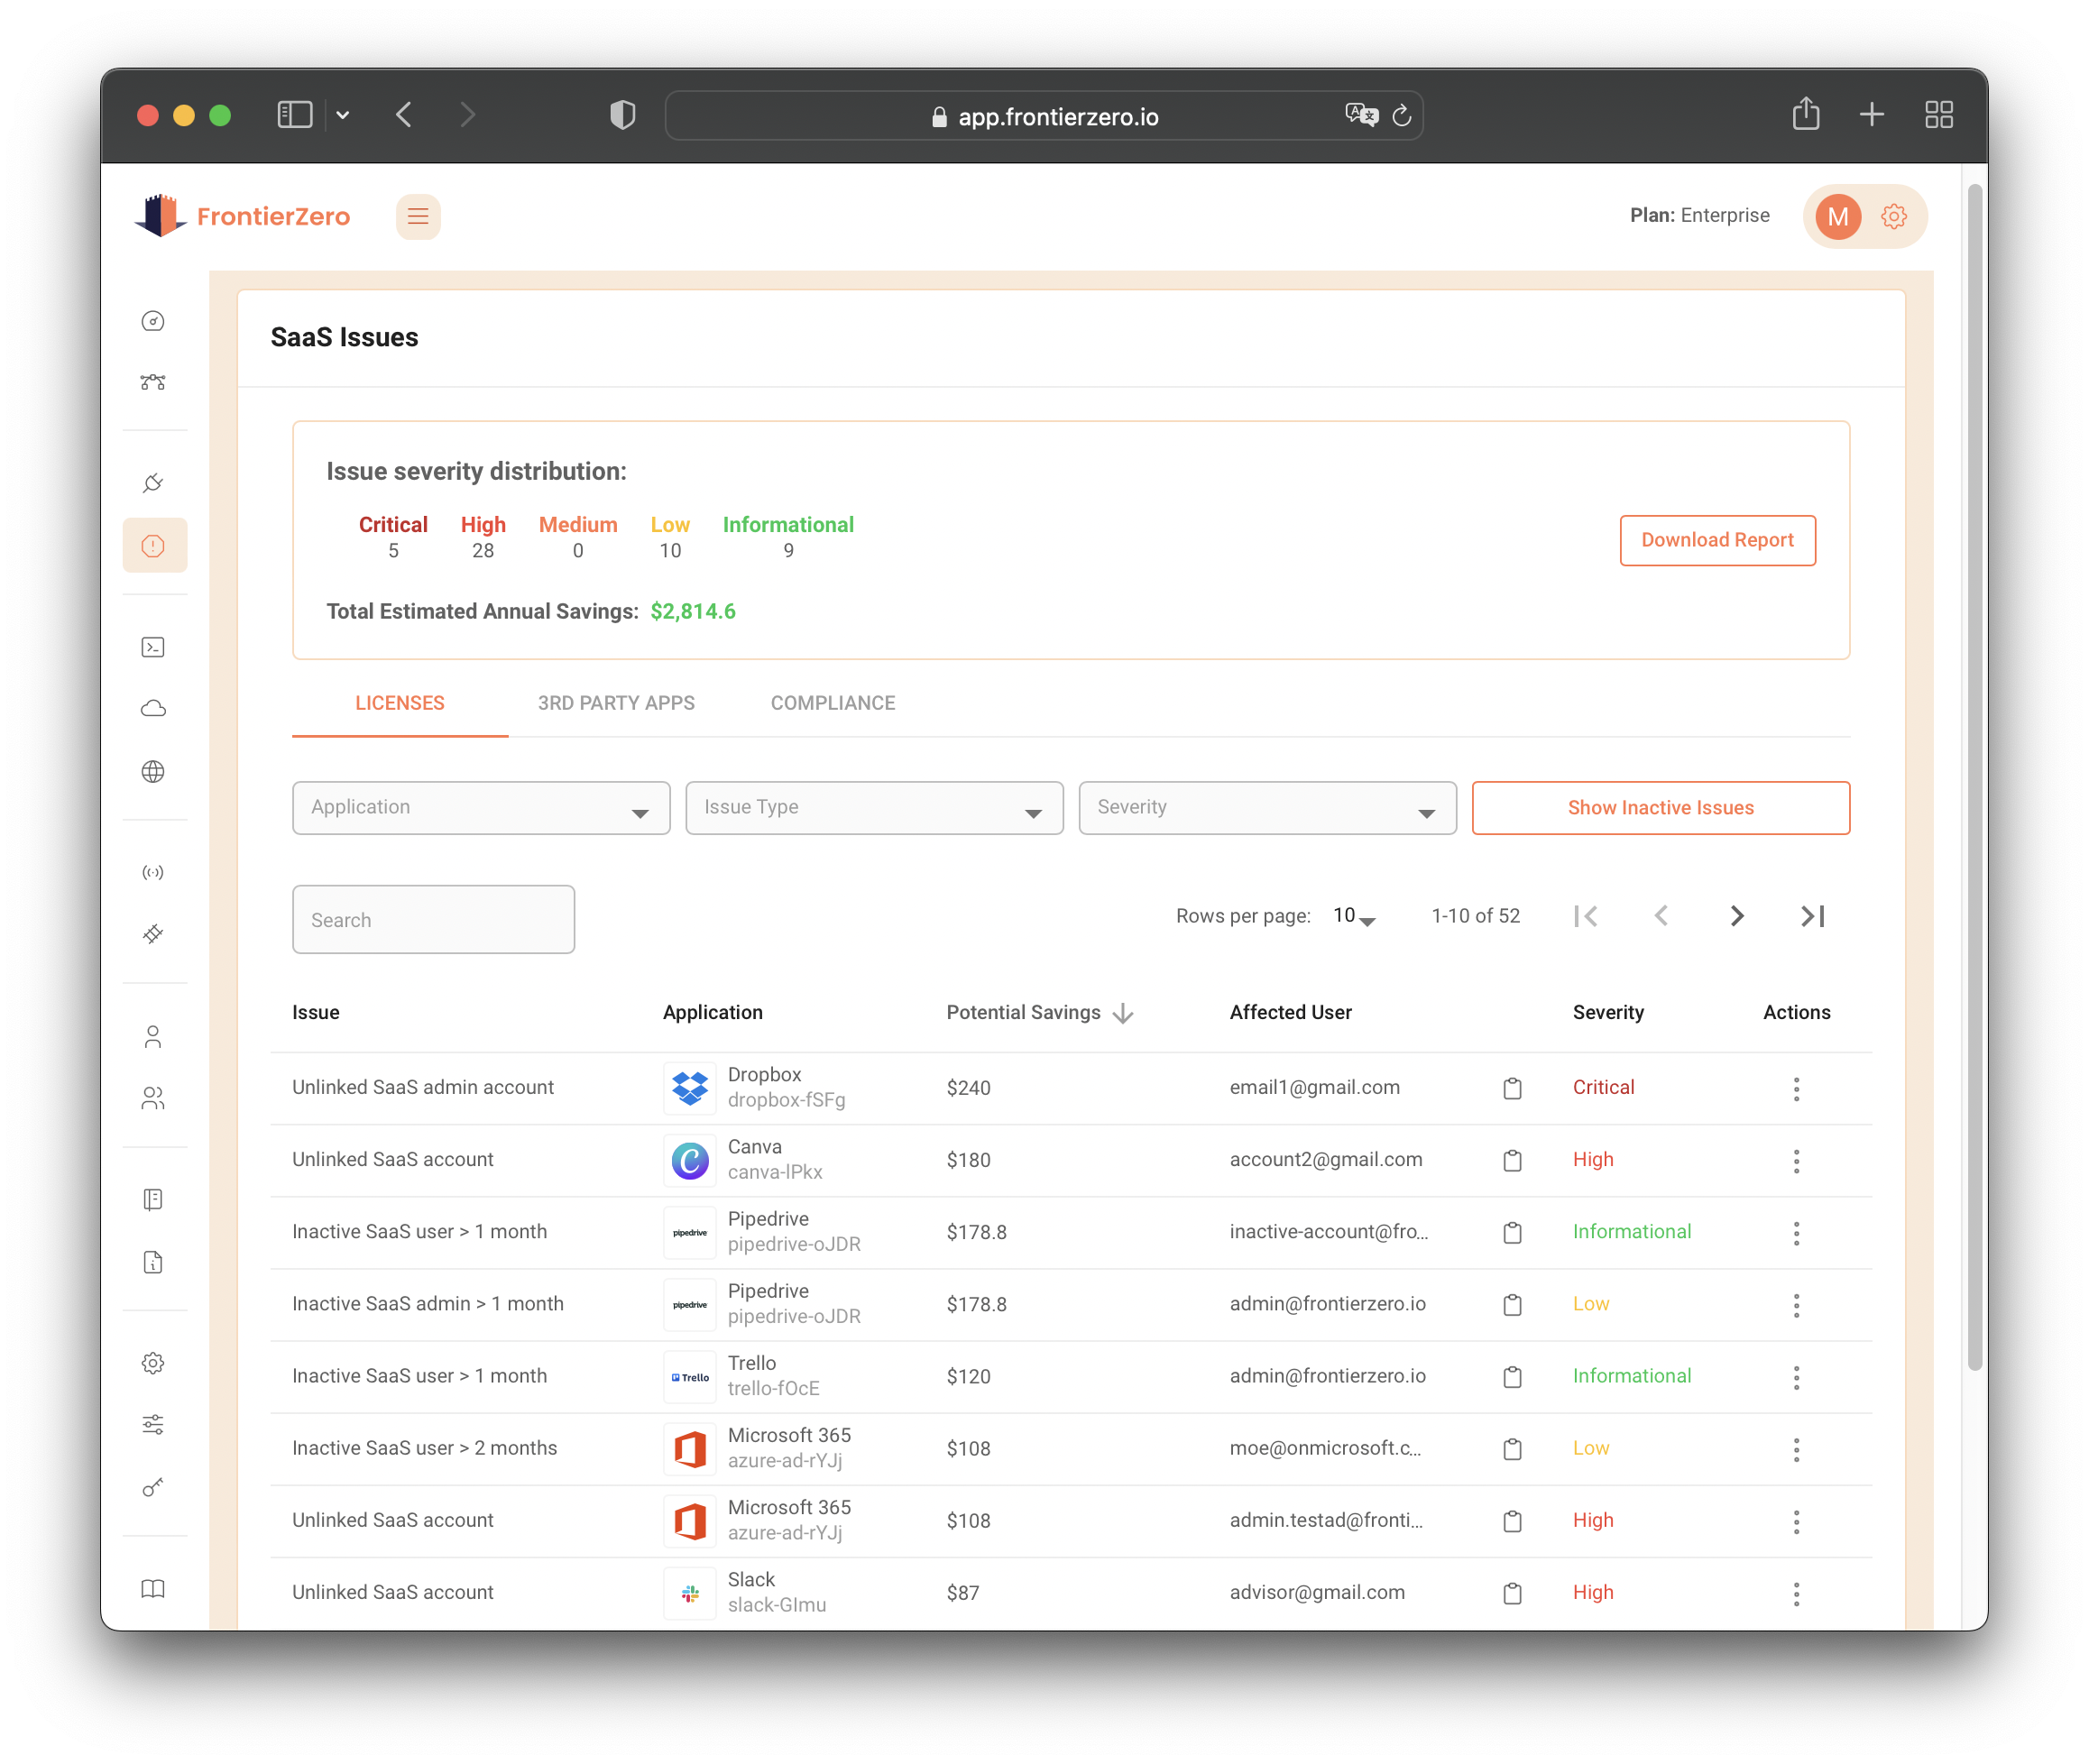 app.frontierzero.io
FrontierZero
Plan: Enterprise
M
SaaS Issues
Issue severity distribution:
Critical High Medium Low Informational
5 28 0 10 9
Download Report
Total Estimated Annual Savings: $2,814.6
LICENSES 3RD PARTY APPS COMPLIANCE
Application Issue Type Severity Show Inactive Issues
Search Rows per page: 10 1-10 of 52
Issue Application Potential Savings Affected User Severity Actions
Unlinked SaaS admin account Dropbox $240 email1@gmail.com Critical
dropbox-fSFg
Unlinked SaaS account Canva $180 account2@gmail.com High
canva-lPkx
Inactive SaaS user > 1 month pipedrive Pipedrive $178.8 inactive-account@fro... Informational
pipedrive-oJDR
Inactive SaaS admin > 1 month pipedrive Pipedrive $178.8 admin@frontierzero.io Low
pipedrive-oJDR
Inactive SaaS user > 1 month Trello Trello $120 admin@frontierzero.io Informational
trello-fOcE
Inactive SaaS user > 2 months Microsoft 365 $108 moe@onmicrosoft.c... Low
azure-ad-rYJj
Unlinked SaaS account Microsoft 365 $108 admin.testad@fronti... High
azure-ad-rYJj
Unlinked SaaS account Slack $87 advisor@gmail.com High
slack-GImu